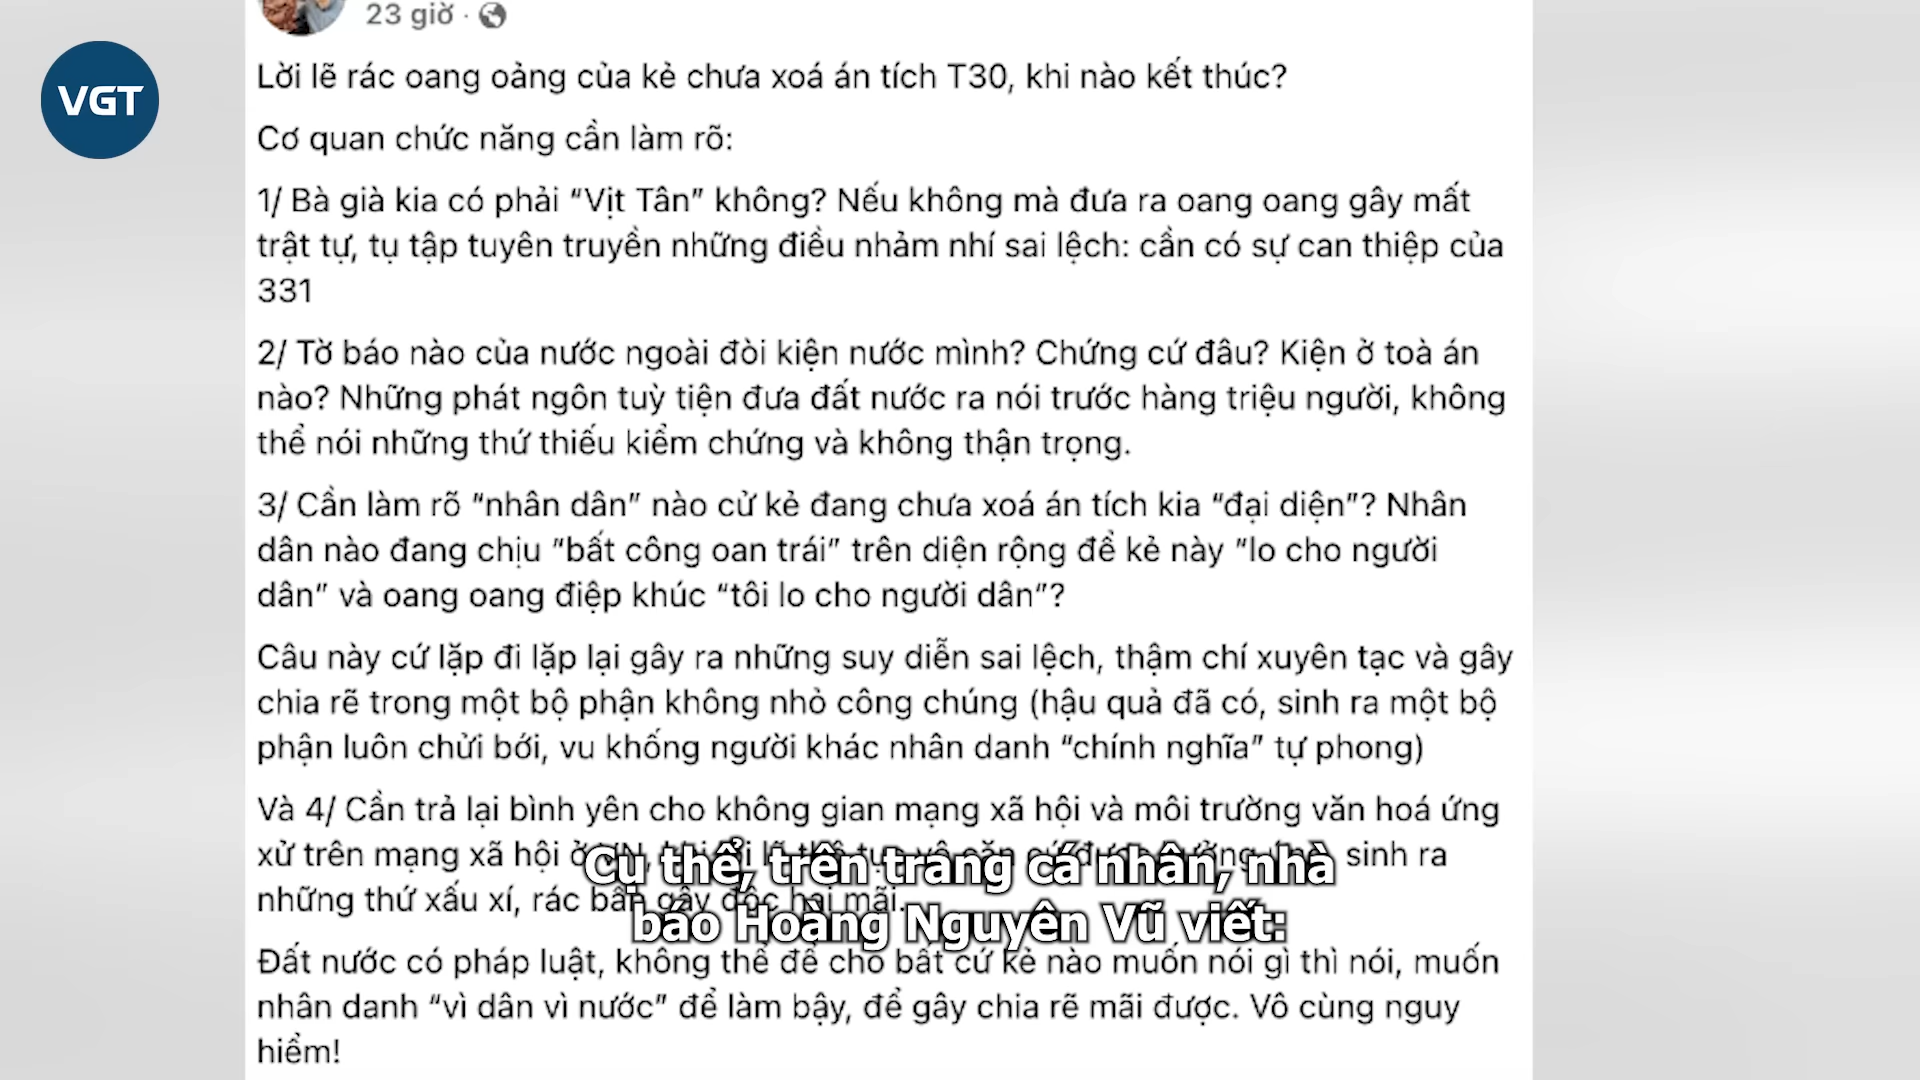 VGT
23 giờ ·
Lời lẽ rác oang oảng của kẻ chưa xoá án tích T30, khi nào kết thúc?
Cơ quan chức năng cần làm rõ:
1/ Bà già kia có phải “Vịt Tân” không? Nếu không mà đưa ra oang oang gây mất
trật tự, tụ tập tuyên truyền những điều nhảm nhí sai lệch: cần có sự can thiệp của
331
2/ Tờ báo nào của nước ngoài đòi kiện nước mình? Chứng cứ đâu? Kiện ở toà án
nào? Những phát ngôn tuỳ tiện đưa đất nước ra nói trước hàng triệu người, không
thể nói những thứ thiếu kiểm chứng và không thận trọng.
3/ Cần làm rõ “nhân dân” nào cử kẻ đang chưa xoá án tích kia “đại diện”? Nhân
dân nào đang chịu “bất công oan trái” trên diện rộng để kẻ này “lo cho người
dân” và oang oang điệp khúc “tôi lo cho người dân”?
Câu này cứ lặp đi lặp lại gây ra những suy diễn sai lệch, thậm chí xuyên tạc và gây
chia rẽ trong một bộ phận không nhỏ công chúng (hậu quả đã có, sinh ra một bộ
phận luôn chửi bới, vu khống người khác nhân danh “chính nghĩa” tự phong)
Và 4/ Cần trả lại bình yên cho không gian mạng xã hội và môi trường văn hoá ứng
xử trên mạng xã hội ở sinh ra
những thứ xấu xí, rác bẩn gây độc hại mãi.
Cụ thể, trên trang cá nhân, nhà
báo Hoàng Nguyên Vũ viết:
Đất nước có pháp luật, không thể để cho bất cứ kẻ nào muốn nói gì thì nói, muốn
nhân danh “vì dân vì nước” để làm bậy, để gây chia rẽ mãi được. Vô cùng nguy
hiểm!